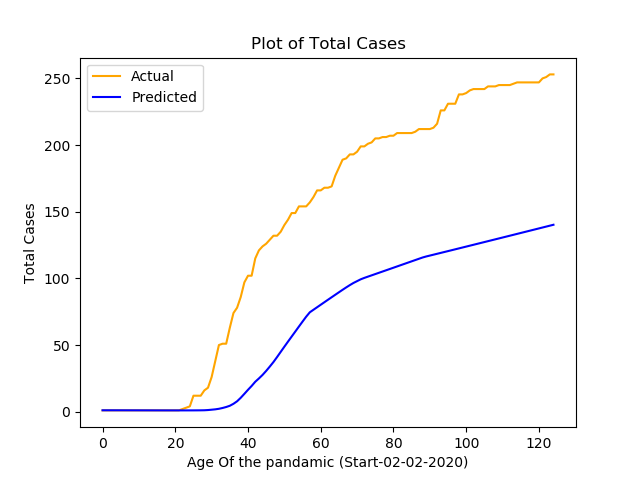 Plot of Total Cases
Actual
Predicted
250
200
150
100
50
0
Total Cases
0 20 40 60 80 100 120
Age Of the pandamic (Start-02-02-2020)